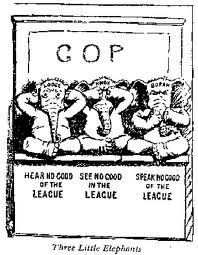 G O P
BORAH
HEAR NO GOOD
OF THE
LEAGUE
SEE NO GOOD
IN THE
LEAGUE
SPEAK NO GOOD
OF THE
LEAGUE
Three Little Elephants